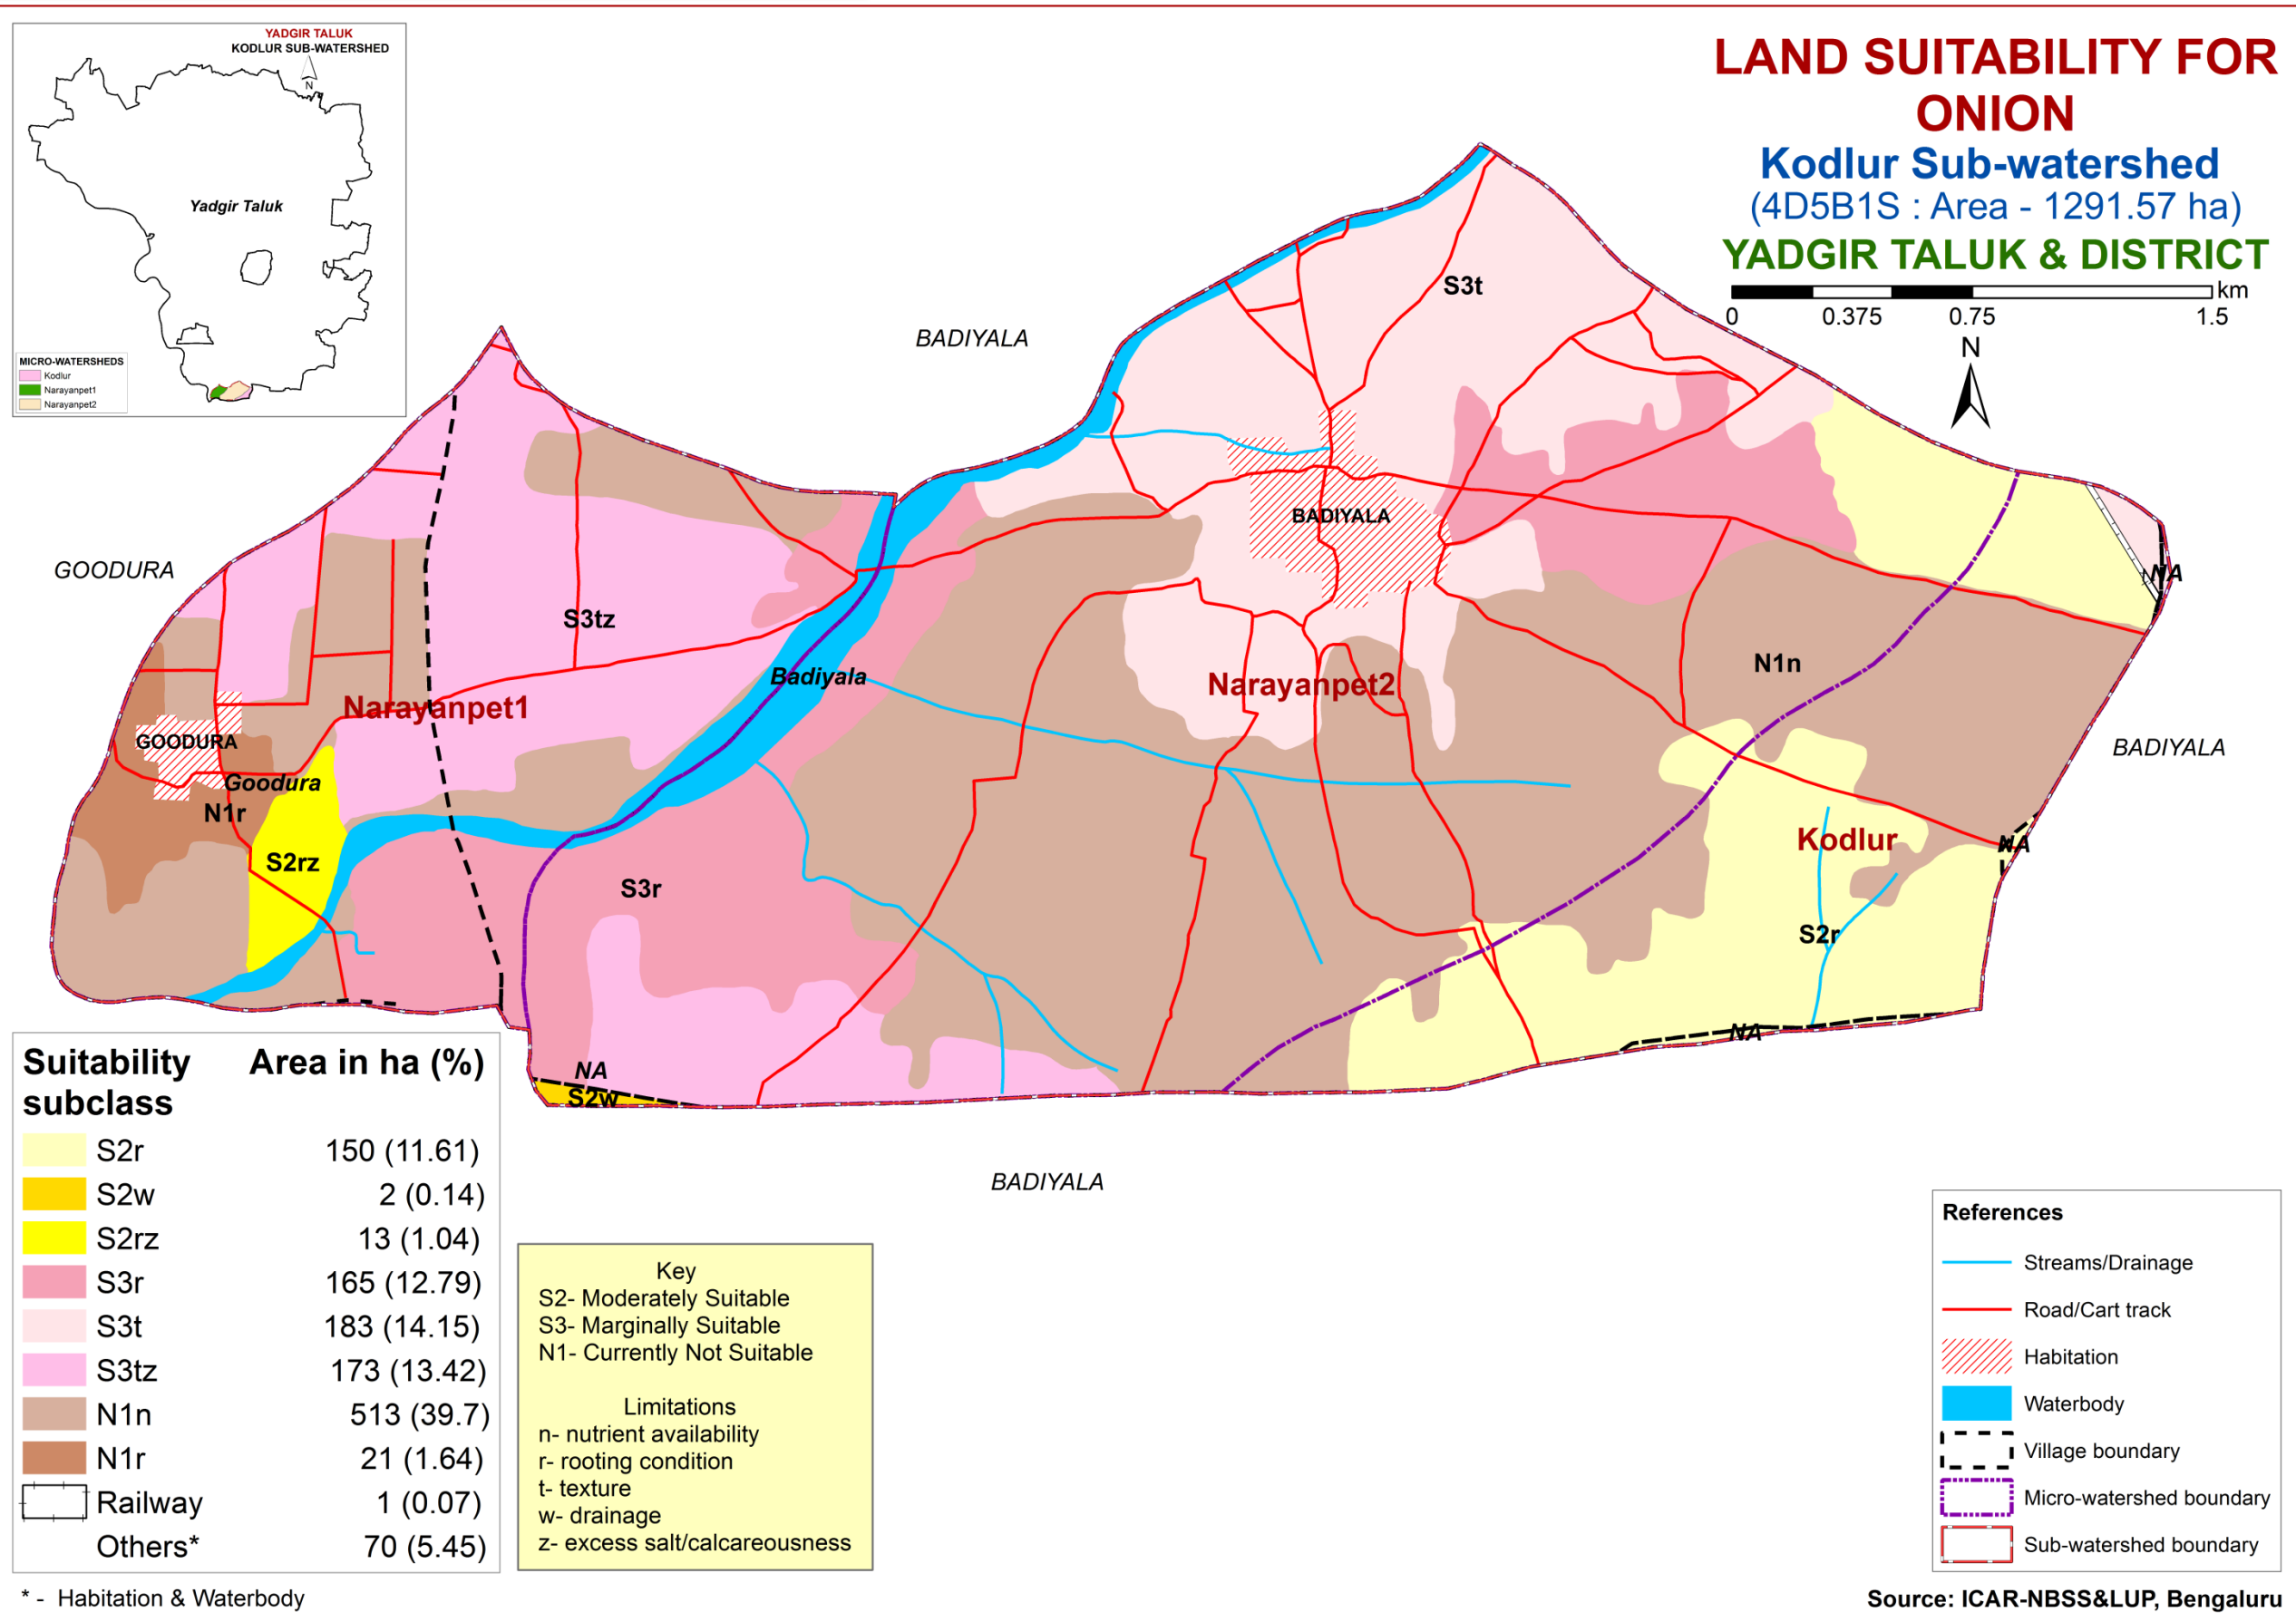 YADGIR TALUK
KODLUR SUB-WATERSHED
N
Yadgir Taluk
MICRO-WATERSHEDS
Kodlur
Narayanpet1
Narayanpet2
LAND SUITABILITY FOR
ONION
Kodlur Sub-watershed
(4D5B1S : Area - 1291.57 ha)
YADGIR TALUK & DISTRICT
km
0 0.375 0.75 1.5
N
BADIYALA
S3t
BADIYALA
GOODURA
NA
S3tz
Badiyala
N1n
Narayanpet1
Narayanpet2
GOODURA
BADIYALA
Goodura
N1r
Kodlur
NA
S2rz
S3r
S2r
NA
NA
S2w
BADIYALA
Suitability subclass Area in ha (%)
S2r 150 (11.61)
S2w 2 (0.14)
S2rz 13 (1.04)
S3r 165 (12.79)
S3t 183 (14.15)
S3tz 173 (13.42)
N1n 513 (39.7)
N1r 21 (1.64)
Railway 1 (0.07)
Others* 70 (5.45)
* - Habitation & Waterbody
Key
S2- Moderately Suitable
S3- Marginally Suitable
N1- Currently Not Suitable
Limitations
n- nutrient availability
r- rooting condition
t- texture
w- drainage
z- excess salt/calcareousness
References
Streams/Drainage
Road/Cart track
Habitation
Waterbody
Village boundary
Micro-watershed boundary
Sub-watershed boundary
Source: ICAR-NBSS&LUP, Bengaluru